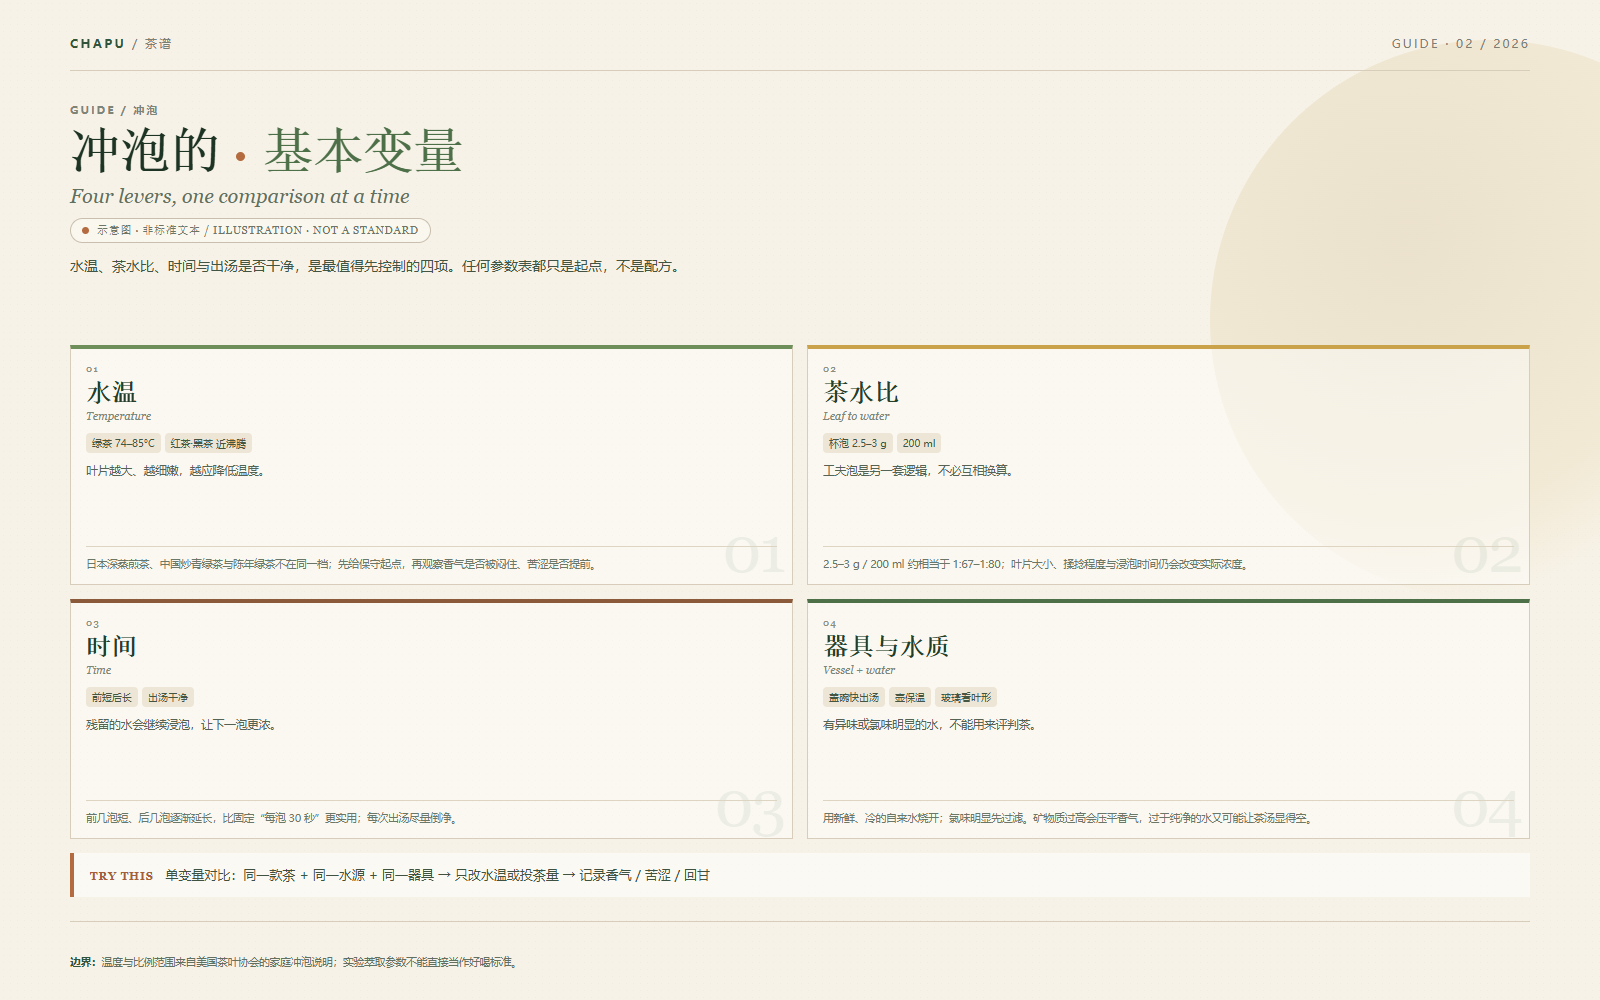 CHAPU / 茶谱
GUIDE · 02 / 2026
GUIDE / 冲泡
冲泡的 · 基本变量
Four levers, one comparison at a time
示意图 · 非标准文本 / ILLUSTRATION · NOT A STANDARD
水温、茶水比、时间与出汤是否干净，是最值得先控制的四项。任何参数表都只是起点，不是配方。
01
水温
Temperature
绿茶 74–85°C
红茶·黑茶 近沸腾
叶片越大、越细嫩，越应降低温度。
日本深蒸煎茶、中国炒青绿茶与陈年绿茶不在同一档；先给保守起点，再观察香气是否被闷住、苦涩是否提前。
01
02
茶水比
Leaf to water
杯泡 2.5–3 g
200 ml
工夫泡是另一套逻辑，不必互相换算。
2.5–3 g / 200 ml 约相当于 1:67–1:80；叶片大小、揉捻程度与浸泡时间仍会改变实际浓度。
02
03
时间
Time
前短后长
出汤干净
残留的水会继续浸泡，让下一泡更浓。
前几泡短、后几泡逐渐延长，比固定“每泡 30 秒”更实用；每次出汤尽量倒净。
03
04
器具与水质
Vessel + water
盖碗快出汤
壶保温
玻璃看叶形
有异味或氯味明显的水，不能用来评判茶。
用新鲜、冷的自来水烧开；氯味明显先过滤。矿物质过高会压平香气，过于纯净的水又可能让茶汤显得空。
04
TRY THIS 单变量对比：同一款茶 + 同一水源 + 同一器具 → 只改水温或投茶量 → 记录香气 / 苦涩 / 回甘
边界：温度与比例范围来自美国茶叶协会的家庭冲泡说明；实验萃取参数不能直接当作好喝标准。